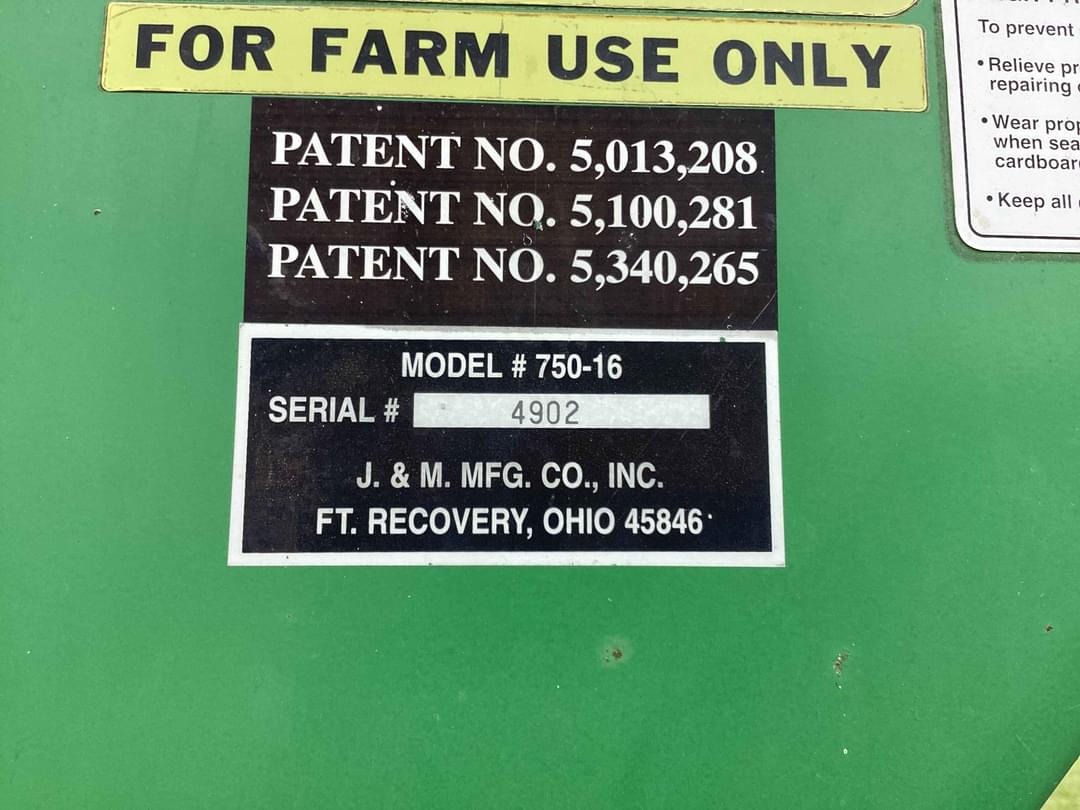 FOR FARM USE ONLY
To prevent
• Relieve
repairing
• Wear
when
• Keep all
PATENT NO. 5,013,208
PATENT NO. 5,100,281
PATENT NO. 5,340,265
MODEL # 750-16
SERIAL # 4902
J. & M. MFG. CO., INC.
FT. RECOVERY, OHIO 45846